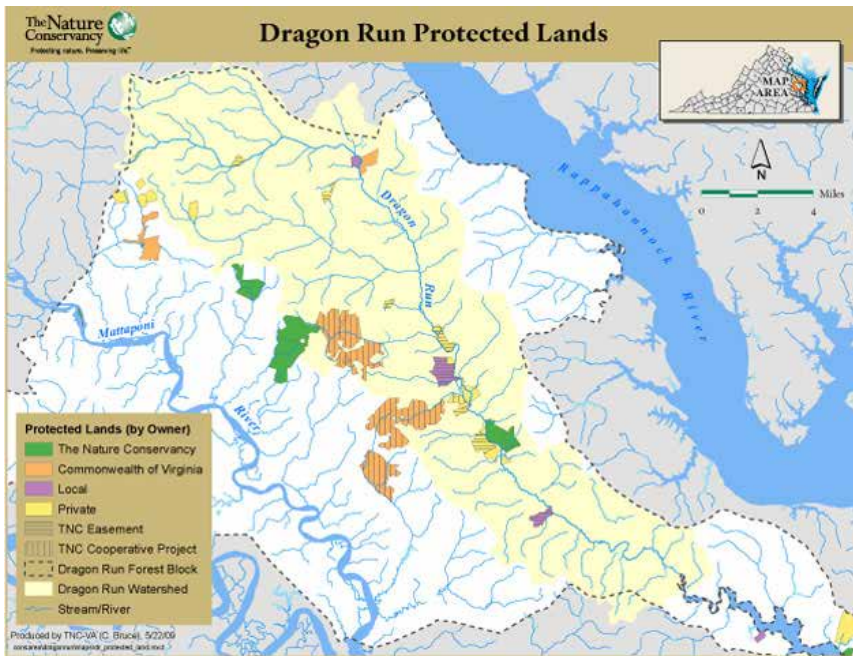 The Nature
Conservancy
Protecting nature. Preserving life.™
Dragon Run Protected Lands
MAP
AREA
N
Miles
0 2 4
Rappahannock River
Dragon Run
Mattaponi River
Protected Lands (by Owner)
The Nature Conservancy
Commonwealth of Virginia
Local
Private
TNC Easement
TNC Cooperative Project
Dragon Run Forest Block
Dragon Run Watershed
Stream/River
Produced by TNC-VA (C. Bruce), 5/22/09